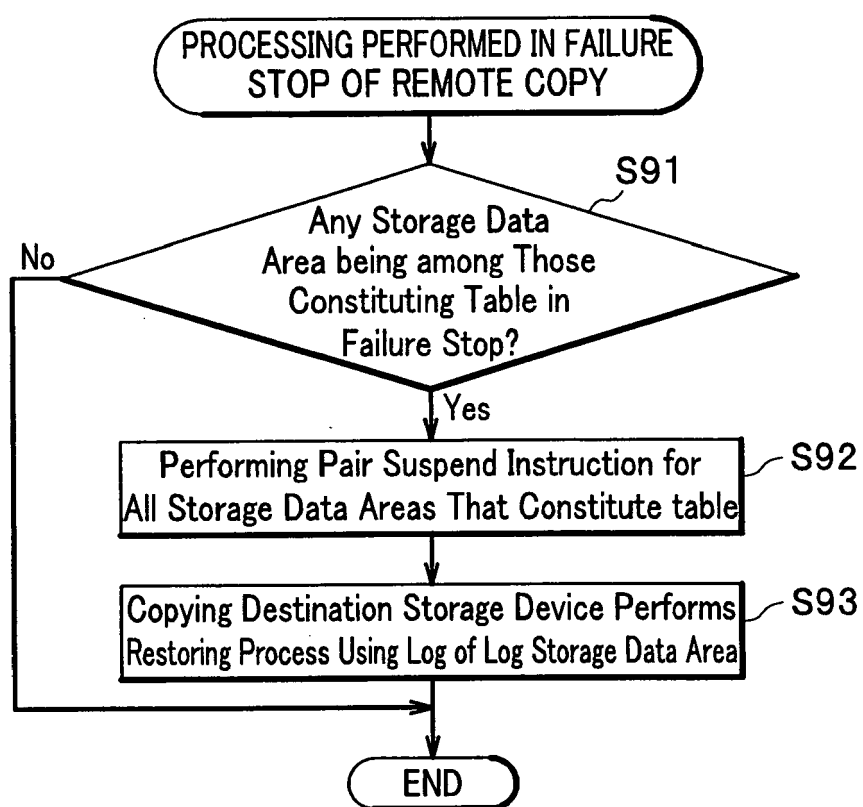 PROCESSING PERFORMED IN FAILURE
STOP OF REMOTE COPY
S91
Any Storage Data
Area being among Those
Constituting Table in
Failure Stop?
No
Yes
Performing Pair Suspend Instruction for
All Storage Data Areas That Constitute table
S92
Copying Destination Storage Device Performs
Restoring Process Using Log of Log Storage Data Area
S93
END